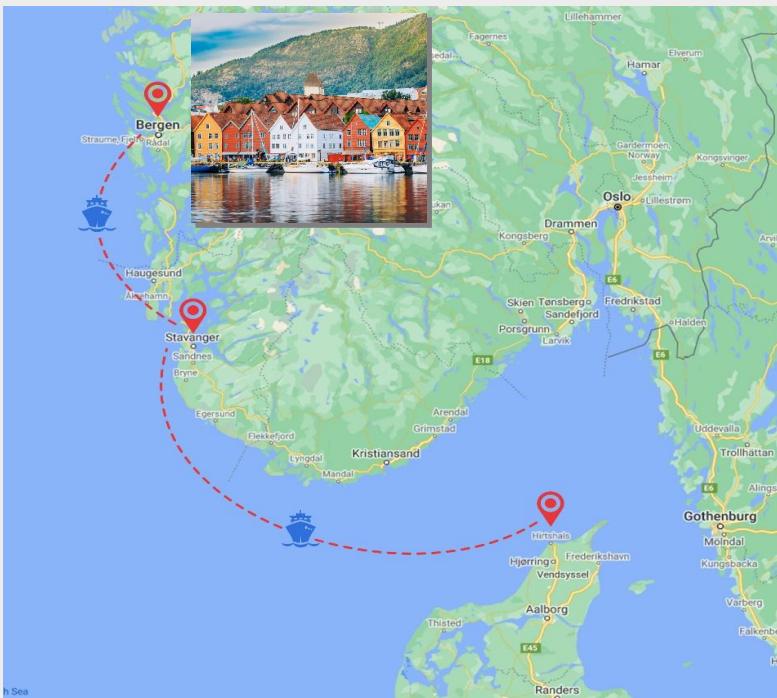 Lillehammer
Fagernes
Elverum
Hamar
Bergen
Rådal
Gardermoen,
Norway
Kongsvinger
Jessheim
Oslo
Lillestrøm
Drammen
Kongsberg
Haugesund
E6
Skien
Tønsberg
Fredrikstad
Sandefjord
Porsgrunn
Halden
Larvik
Stavanger
Sandnes
E18
E6
Bryne
Egersund
Arendal
Grimstad
Flekkefjord
Uddevalla
Lyngdal
Kristiansand
Trollhättan
Mandal
E6
Gothenburg
Hirtshals
Mölndal
Hjørring
Frederikshavn
Kungsbacka
Vendsyssel
Varberg
Aalborg
Thisted
E45
h Sea
Randers